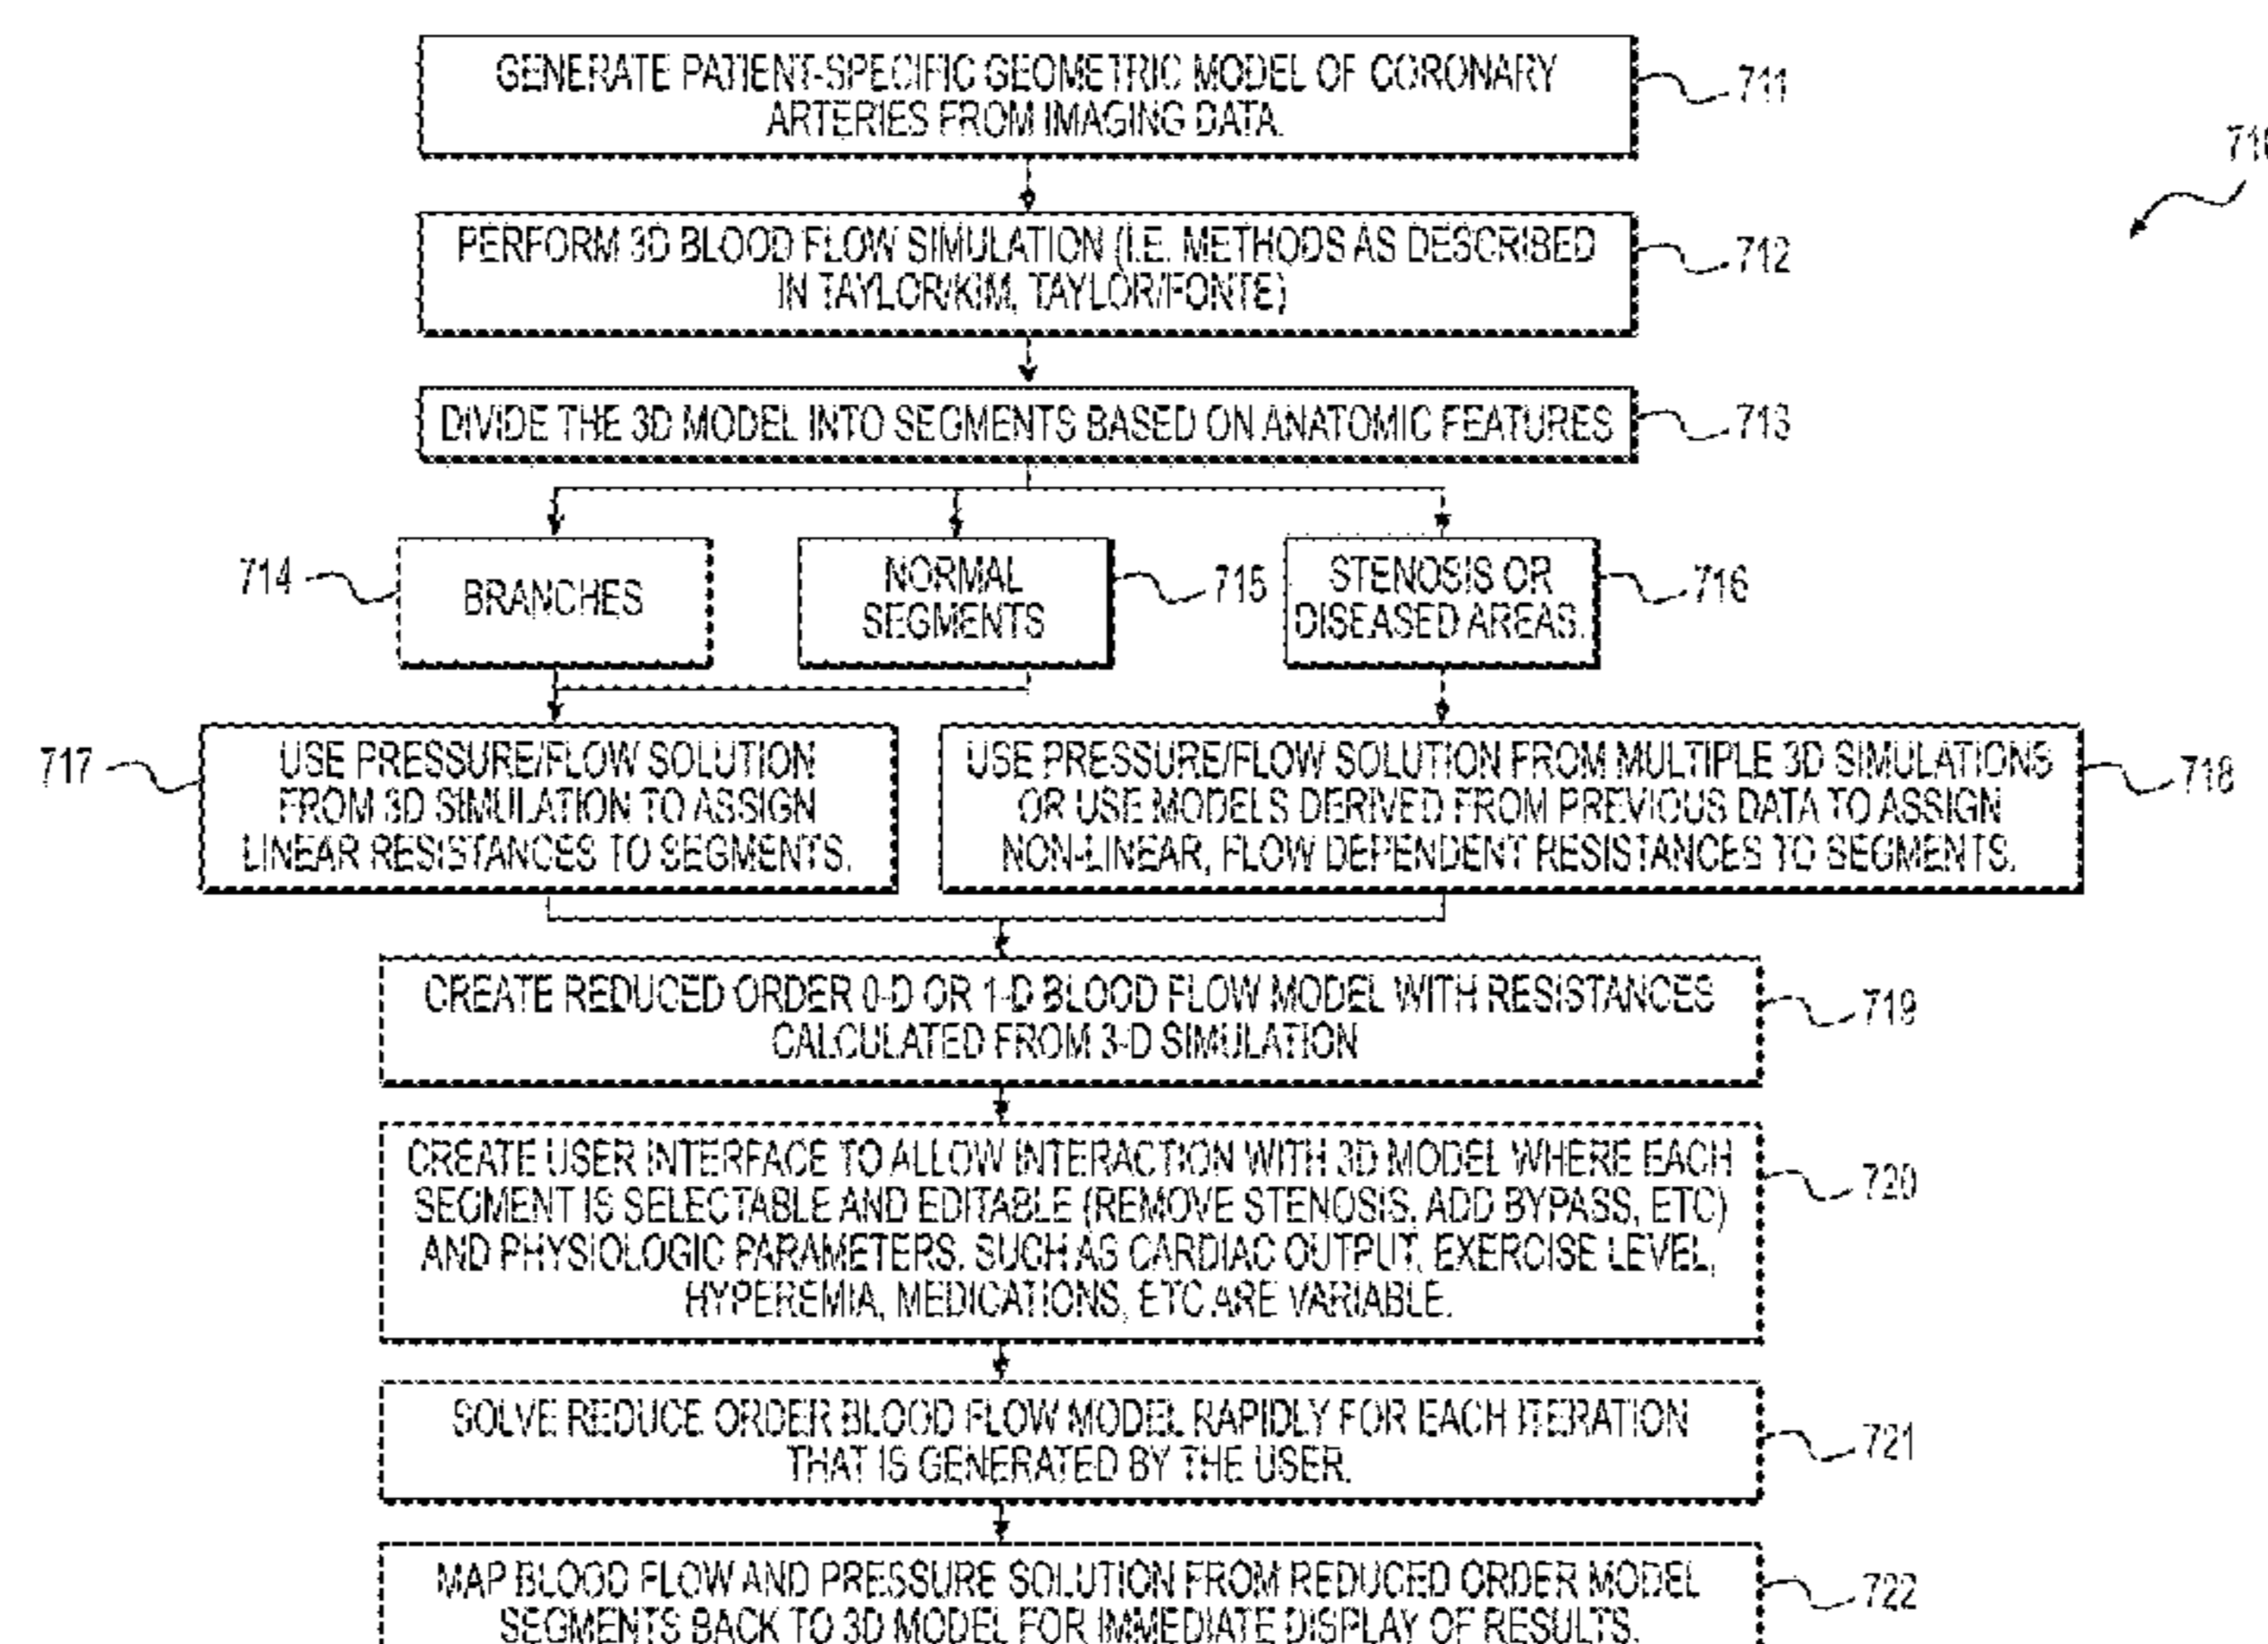 GENERATE PATIENT-SPECIFIC GEOMETRIC MODEL OF CORONARY
ARTERIES FROM IMAGING DATA.
711
710
PERFORM 3D BLOOD FLOW SIMULATION (I.E. METHODS AS DESCRIBED
IN TAYLOR/KIM, TAYLOR/FONTE)
712
DIVIDE THE 3D MODEL INTO SEGMENTS BASED ON ANATOMIC FEATURES
713
714
BRANCHES
NORMAL
SEGMENTS
715
STENOSIS OR
DISEASED AREAS.
716
717
USE PRESSURE/FLOW SOLUTION
FROM 3D SIMULATION TO ASSIGN
LINEAR RESISTANCES TO SEGMENTS.
USE PRESSURE/FLOW SOLUTION FROM MULTIPLE 3D SIMULATIONS
OR USE MODELS DERIVED FROM PREVIOUS DATA TO ASSIGN
NON-LINEAR, FLOW DEPENDENT RESISTANCES TO SEGMENTS.
718
CREATE REDUCED ORDER 0-D OR 1-D BLOOD FLOW MODEL WITH RESISTANCES
CALCULATED FROM 3-D SIMULATION
719
CREATE USER INTERFACE TO ALLOW INTERACTION WITH 3D MODEL WHERE EACH
SEGMENT IS SELECTABLE AND EDITABLE (REMOVE STENOSIS, ADD BYPASS, ETC)
AND PHYSIOLOGIC PARAMETERS, SUCH AS CARDIAC OUTPUT, EXERCISE LEVEL,
HYPEREMIA, MEDICATIONS, ETC ARE VARIABLE.
720
SOLVE REDUCE ORDER BLOOD FLOW MODEL RAPIDLY FOR EACH ITERATION
THAT IS GENERATED BY THE USER.
721
MAP BLOOD FLOW AND PRESSURE SOLUTION FROM REDUCED ORDER MODEL
SEGMENTS BACK TO 3D MODEL FOR IMMEDIATE DISPLAY OF RESULTS.
722